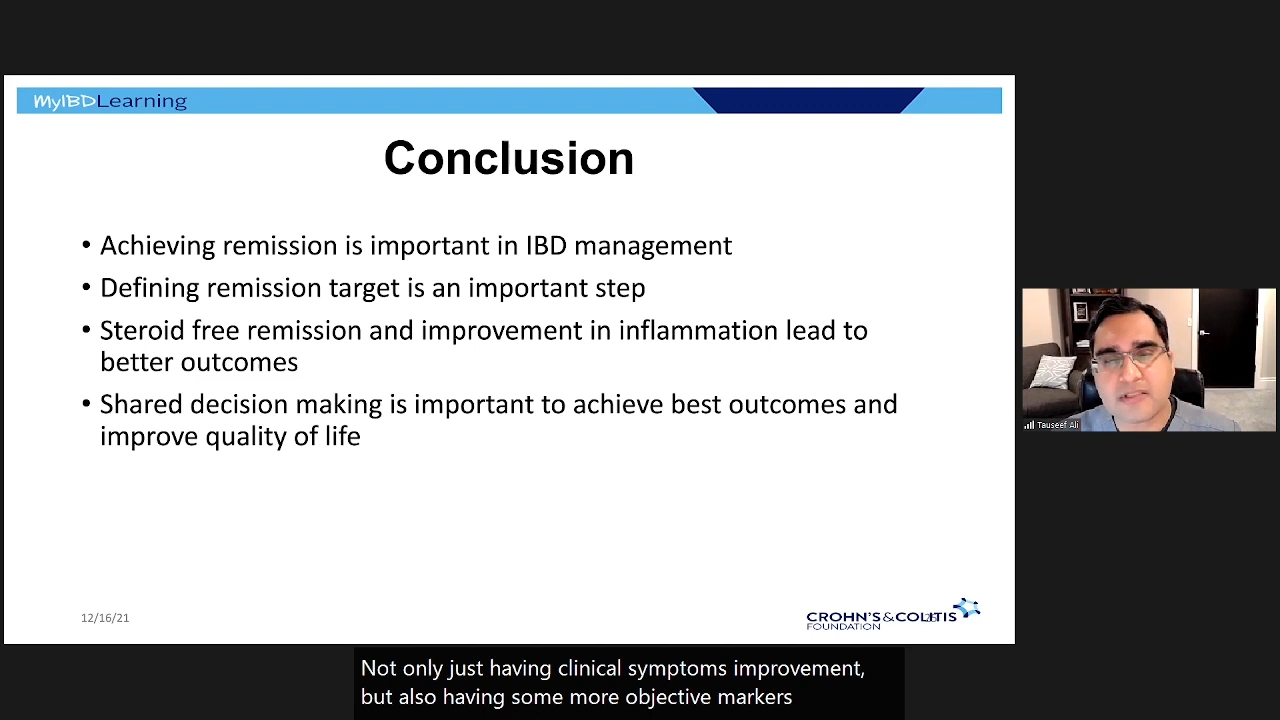 MyIBDLearning
Conclusion
• Achieving remission is important in IBD management
• Defining remission target is an important step
• Steroid free remission and improvement in inflammation lead to
better outcomes
• Shared decision making is important to achieve best outcomes and
improve quality of life
Tauseef Ali
12/16/21
CROHN'S & COLITIS
FOUNDATION
Not only just having clinical symptoms improvement,
but also having some more objective markers